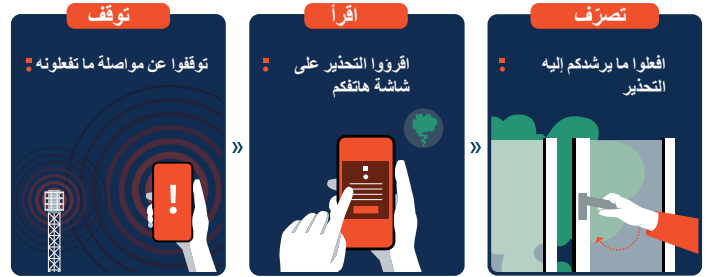 توقف
توقفوا عن مواصلة ما تفعلونه
!
»
اقرأ
اقرؤوا التحذير على
شاشة هاتفكم
»
تصرّف
افعلوا ما يرشدكم إليه
التحذير